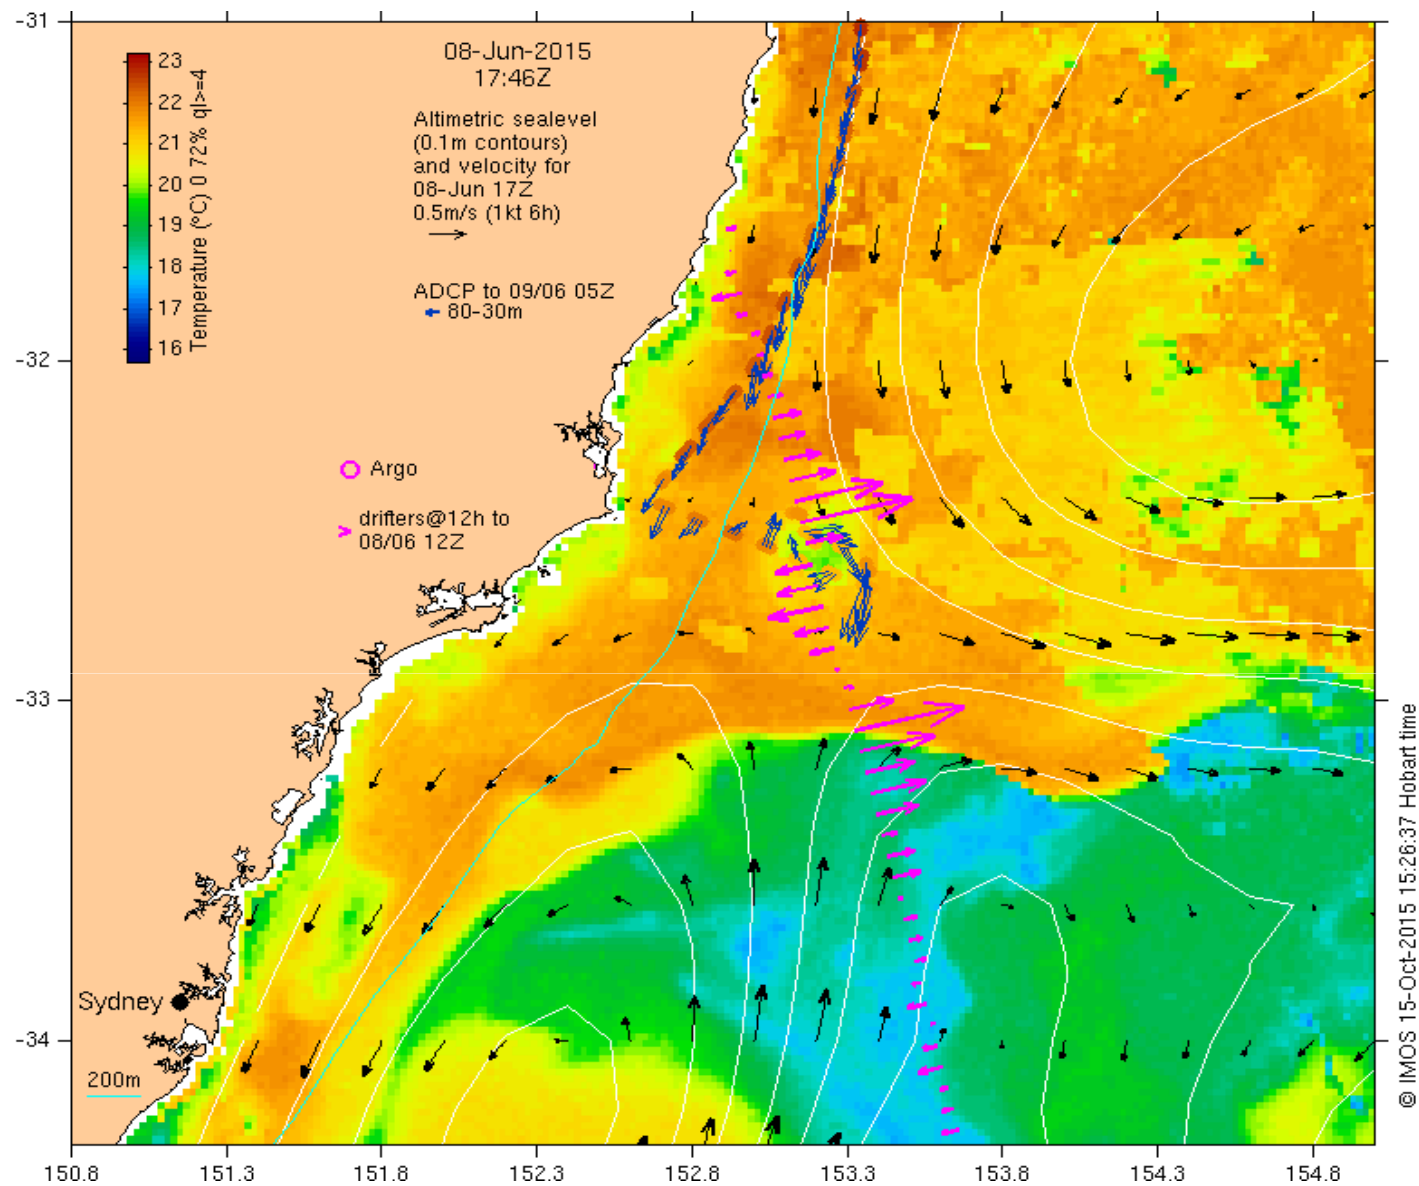 08-Jun-2015
17:46Z
Altimetric sealevel
(0.1m contours)
and velocity for
08-Jun 17Z
0.5m/s (1kt 6h)
ADCP to 09/06 05Z
80-30m
Argo
drifters@12h to
08/06 12Z
Sydney
200m
Temperature (°C) 0 72% ql>=4
23
22
21
20
19
18
17
16
-31
-32
-33
-34
150.8
151.3
151.8
152.3
152.8
153.3
153.8
154.3
154.8
© IMOS 15-Oct-2015 15:26:37 Hobart time